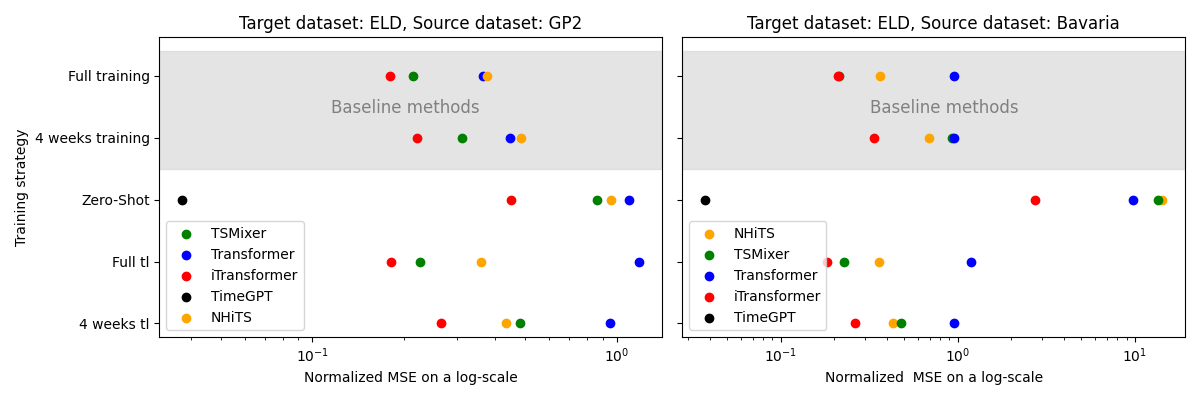 Target dataset: ELD, Source dataset: GP2
Target dataset: ELD, Source dataset: Bavaria
Training strategy
Full training
4 weeks training
Zero-Shot
Full tl
4 weeks tl
Baseline methods
TSMixer
Transformer
iTransformer
TimeGPT
NHiTS
10⁻¹
10⁰
Normalized MSE on a log-scale
Baseline methods
NHiTS
TSMixer
Transformer
iTransformer
TimeGPT
10⁻¹
10⁰
10¹
Normalized  MSE on a log-scale